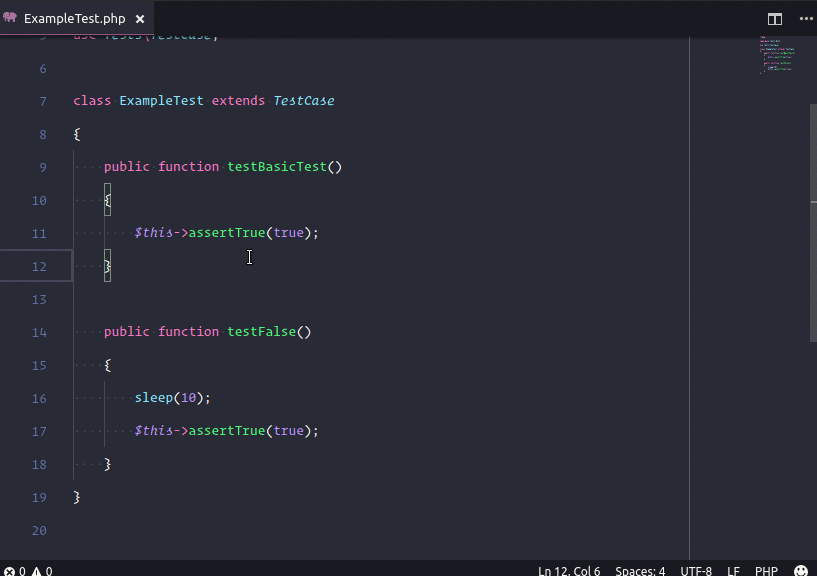 ExampleTest.php
5 use Tests\TestCase;
6
7 class ExampleTest extends TestCase
8 {
9 public function testBasicTest()
10 {
11 $this->assertTrue(true);
12 }
13
14 public function testFalse()
15 {
16 sleep(10);
17 $this->assertTrue(true);
18 }
19 }
20
0 0 Ln 12, Col 6 Spaces: 4 UTF-8 LF PHP